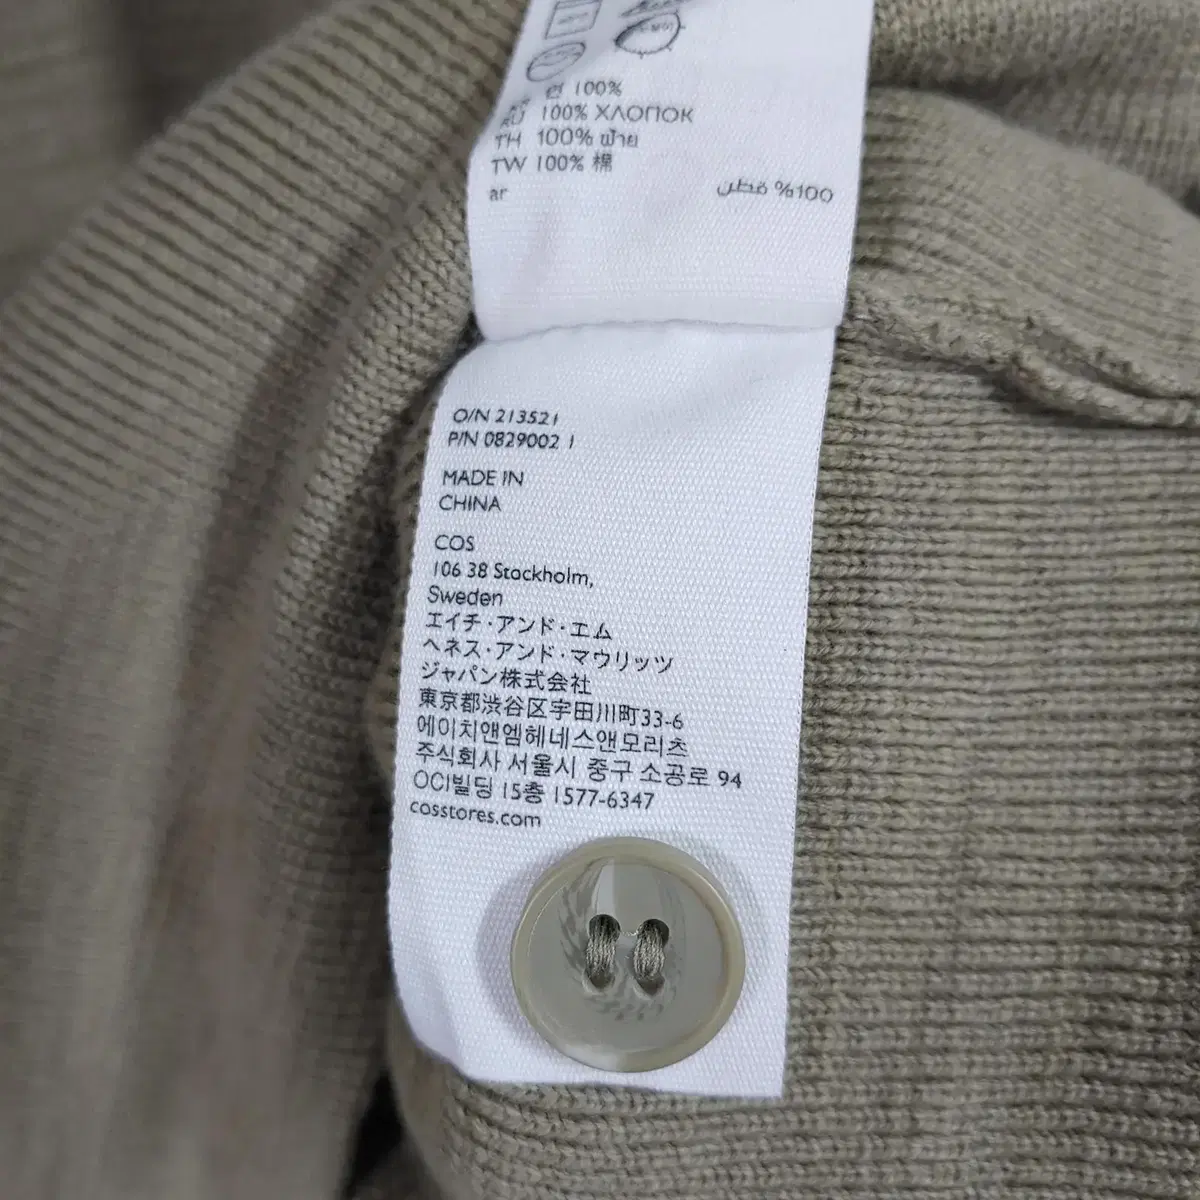 면 100%
RU 100% ХЛОПОК
TH 100% ฝ้าย
TW 100% 棉
ar قطن %100
O/N 213521
P/N 0829002 1
MADE IN
CHINA
COS
106 38 Stockholm,
Sweden
エイチ・アンド・エム
ヘネス・アンド・マウリッツ
ジャパン株式会社
東京都渋谷区宇田川町33-6
에이치앤엠헤네스앤모리츠
주식회사 서울시 중구 소공로 94
OCI빌딩 15층 1577-6347
cosstores.com